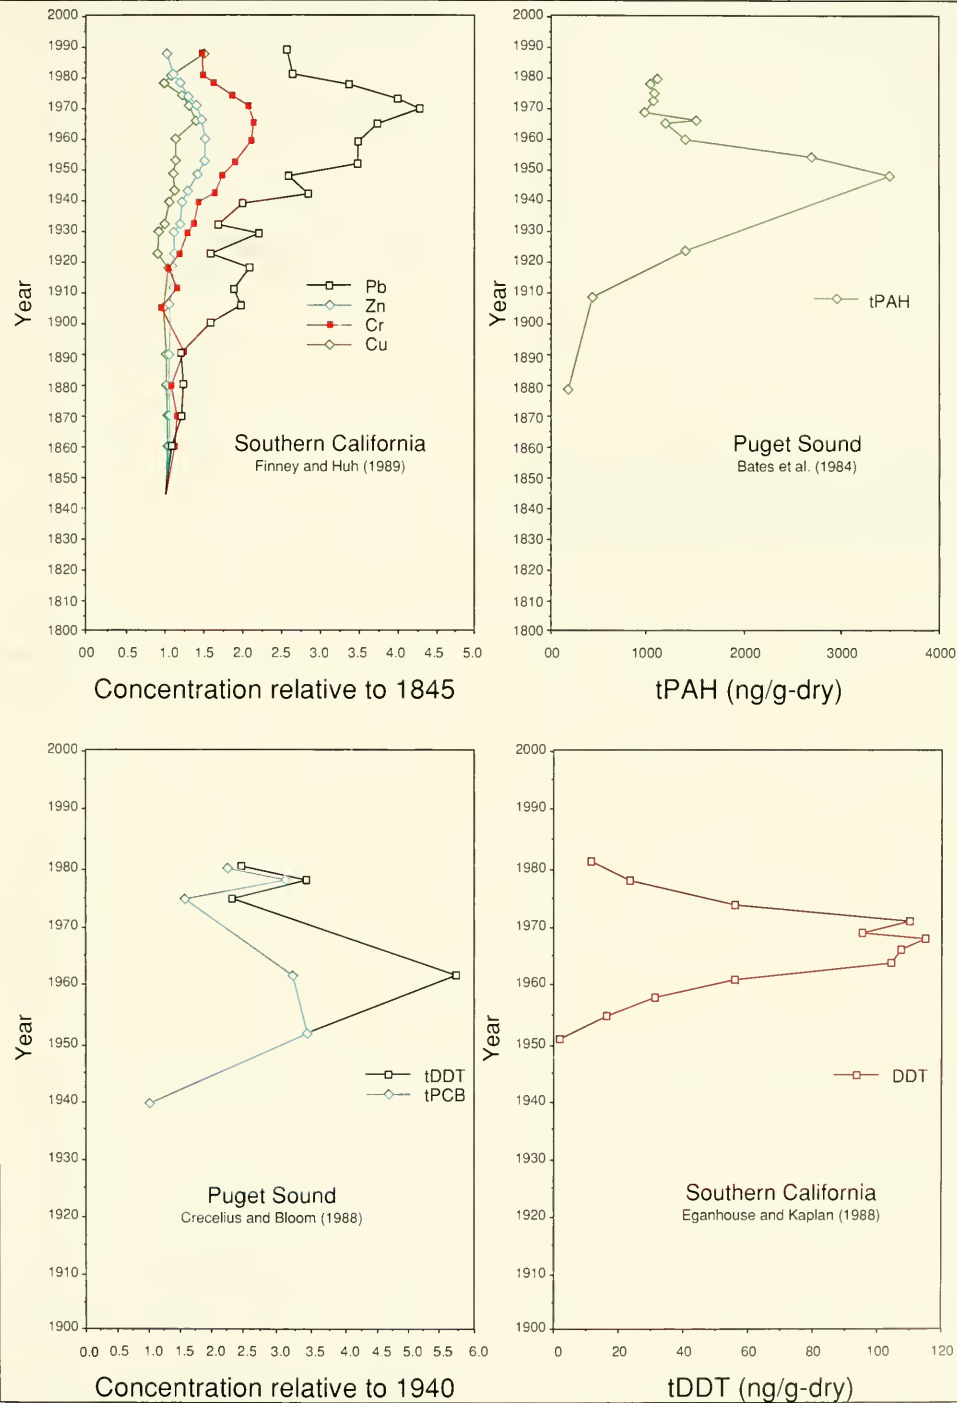 2000
1990
1980
1970
1960
1950
1940
1930
1920
1910
1900
1890
1880
1870
1860
1850
1840
1830
1820
1810
1800
Year
Pb
Zn
Cr
Cu
Southern California
Finney and Huh (1989)
00 0.5 1.0 1.5 2.0 2.5 3.0 3.5 4.0 4.5 5.0
Concentration relative to 1845
2000
1990
1980
1970
1960
1950
1940
1930
1920
1910
1900
1890
1880
1870
1860
1850
1840
1830
1820
1810
1800
Year
tPAH
Puget Sound
Bates et al. (1984)
00 1000 2000 3000 4000
tPAH (ng/g-dry)
2000
1990
1980
1970
1960
1950
1940
1930
1920
1910
1900
Year
tDDT
tPCB
Puget Sound
Crecelius and Bloom (1988)
0.0 0.5 1.0 1.5 2.0 2.5 3.0 3.5 4.0 4.5 5.0 5.5 6.0
Concentration relative to 1940
2000
1990
1980
1970
1960
1950
1940
1930
1920
1910
1900
Year
DDT
Southern California
Eganhouse and Kaplan (1988)
0 20 40 60 80 100 120
tDDT (ng/g-dry)